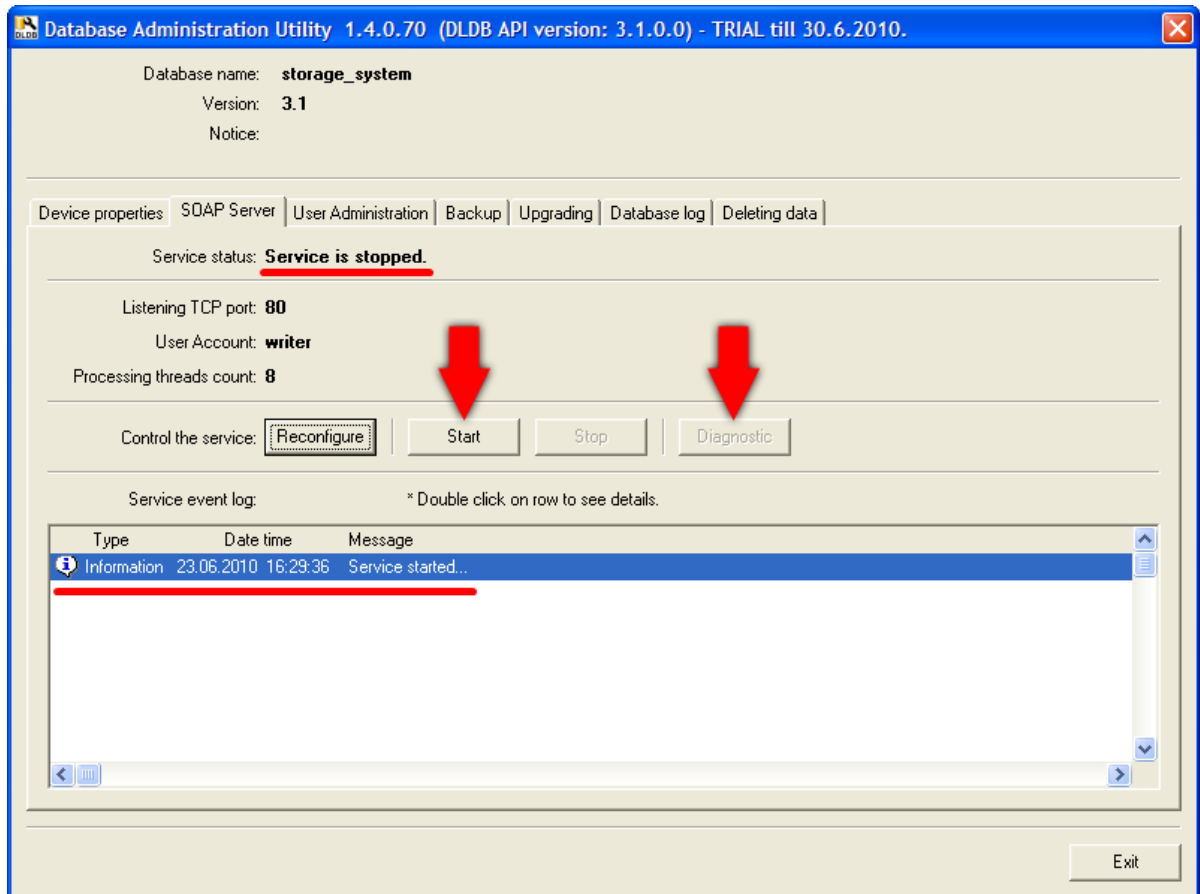 Database Administration Utility 1.4.0.70 (DLDB API version: 3.1.0.0) - TRIAL till 30.6.2010.
Database name: storage_system
Version: 3.1
Notice:
Device properties SOAP Server User Administration Backup Upgrading Database log Deleting data
Service status: Service is stopped.
Listening TCP port: 80
User Account: writer
Processing threads count: 8
Control the service: Reconfigure Start Stop Diagnostic
Service event log: * Double click on row to see details.
Type Date time Message
Information 23.06.2010 16:29:36 Service started...
Exit